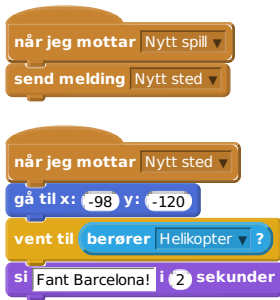 når jeg mottar Nytt spill ▼
send melding Nytt sted ▼
når jeg mottar Nytt sted ▼
gå til x: -98 y: -120
vent til berører Helikopter ▼ ?
si Fant Barcelona! i 2 sekunder